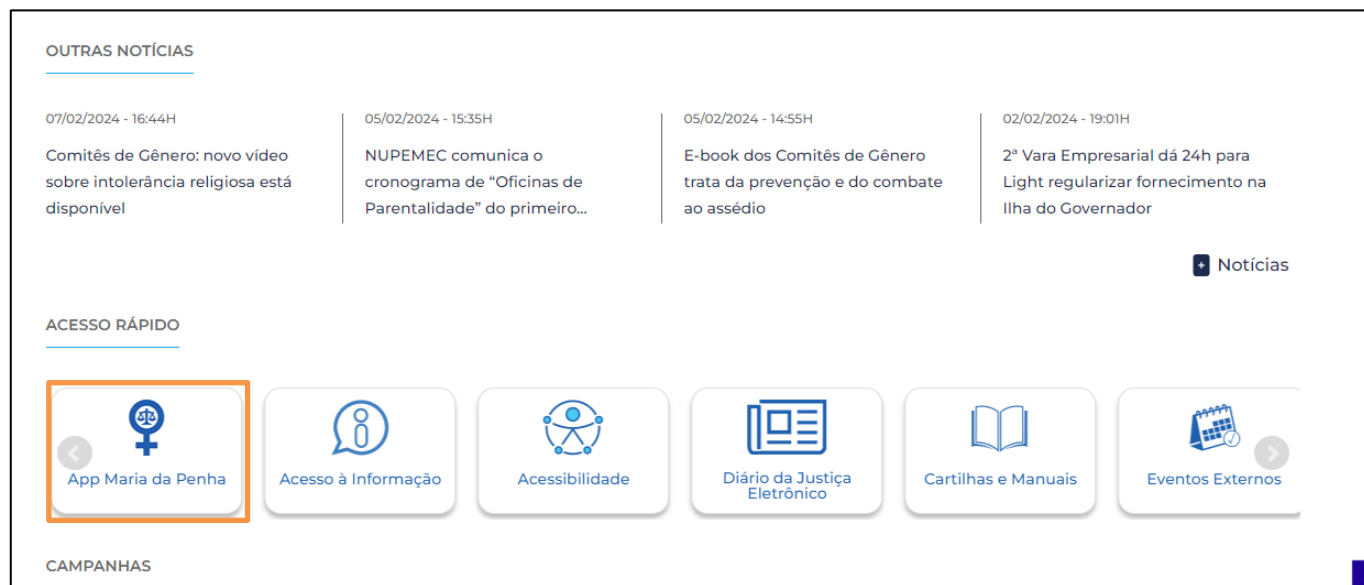 OUTRAS NOTÍCIAS
07/02/2024 - 16:44H
Comitês de Gênero: novo vídeo
sobre intolerância religiosa está
disponível
05/02/2024 - 15:35H
NUPEMEC comunica o
cronograma de “Oficinas de
Parentalidade” do primeiro...
05/02/2024 - 14:55H
E-book dos Comitês de Gênero
trata da prevenção e do combate
ao assédio
02/02/2024 - 19:01H
2ª Vara Empresarial dá 24h para
Light regularizar fornecimento na
Ilha do Governador
+ Notícias
ACESSO RÁPIDO
App Maria da Penha
Acesso à Informação
Acessibilidade
Diário da Justiça
Eletrônico
Cartilhas e Manuais
Eventos Externos
CAMPANHAS